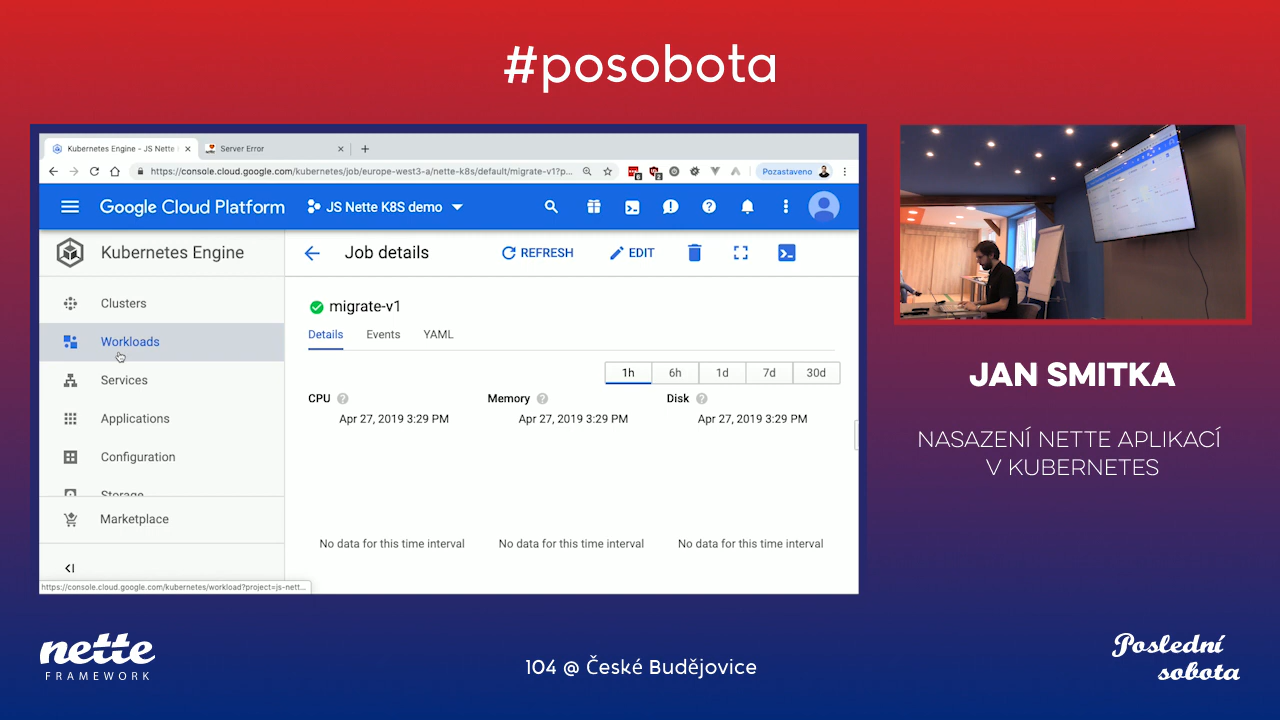 #posobota
Kubernetes Engine - JS Nette
Server Error
https://console.cloud.google.com/kubernetes/job/europe-west3-a/nette-k8s/default/migrate-v1?p...
Pozastaveno
Google Cloud Platform
JS Nette K8S demo
Kubernetes Engine
Job details
REFRESH
EDIT
Clusters
Workloads
Services
Applications
Configuration
Storage
Marketplace
migrate-v1
Details
Events
YAML
1h
6h
1d
7d
30d
CPU
Memory
Disk
Apr 27, 2019 3:29 PM
Apr 27, 2019 3:29 PM
Apr 27, 2019 3:29 PM
No data for this time interval
No data for this time interval
No data for this time interval
https://console.cloud.google.com/kubernetes/workload?project=js-nett...
JAN SMITKA
NASAZENÍ NETTE APLIKACÍ
V KUBERNETES
nette
FRAMEWORK
104 @ České Budějovice
Poslední
sobota